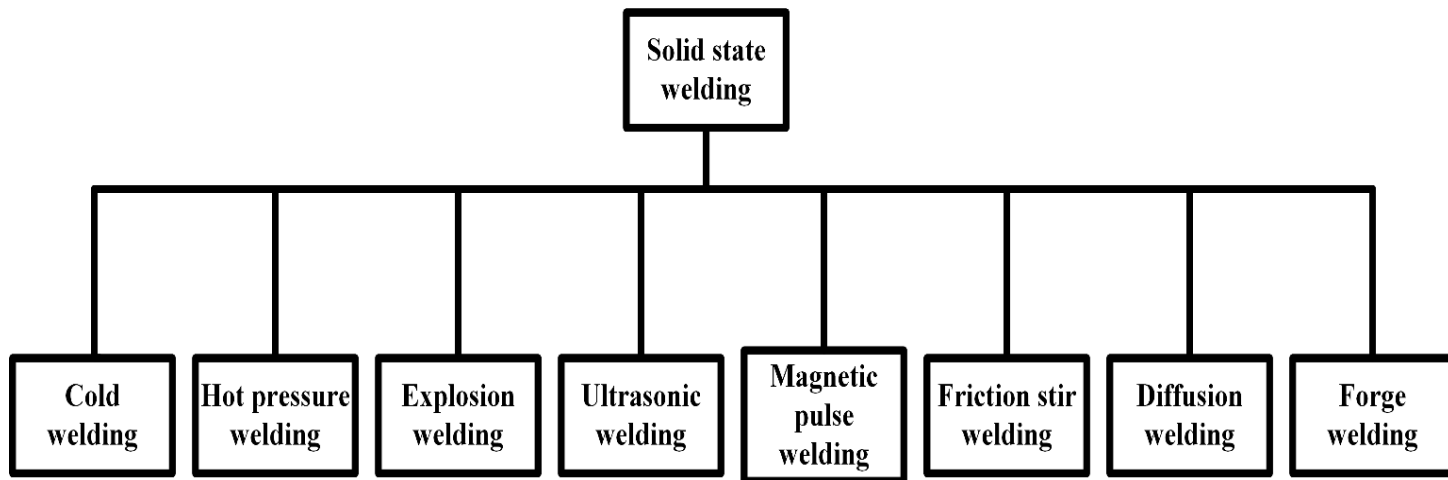 Solid state
welding
Cold
welding
Hot pressure
welding
Explosion
welding
Ultrasonic
welding
Magnetic
pulse
welding
Friction stir
welding
Diffusion
welding
Forge
welding